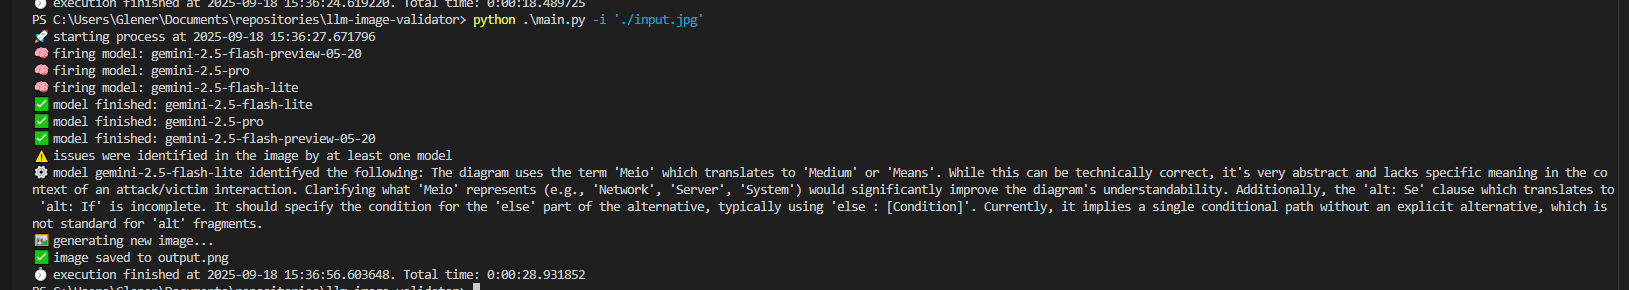 ⏱ execution finished at 2025-09-18 15:36:24.619220. Total time: 0:00:18.489725
PS C:\Users\Glener\Documents\repositories\llm-image-validator> python .\main.py -i './input.jpg'
🚀 starting process at 2025-09-18 15:36:27.671796
🧠 firing model: gemini-2.5-flash-preview-05-20
🧠 firing model: gemini-2.5-pro
🧠 firing model: gemini-2.5-flash-lite
✅ model finished: gemini-2.5-flash-lite
✅ model finished: gemini-2.5-pro
✅ model finished: gemini-2.5-flash-preview-05-20
⚠ issues were identified in the image by at least one model
⚙ model gemini-2.5-flash-lite identifyed the following: The diagram uses the term 'Meio' which translates to 'Medium' or 'Means'. While this can be technically correct, it's very abstract and lacks specific meaning in the co
ntext of an attack/victim interaction. Clarifying what 'Meio' represents (e.g., 'Network', 'Server', 'System') would significantly improve the diagram's understandability. Additionally, the 'alt: Se' clause which translates to
'alt: If' is incomplete. It should specify the condition for the 'else' part of the alternative, typically using 'else : [Condition]'. Currently, it implies a single conditional path without an explicit alternative, which is
not standard for 'alt' fragments.
🖼 generating new image...
✅ image saved to output.png
⏱ execution finished at 2025-09-18 15:36:56.603648. Total time: 0:00:28.931852
PS C:\Users\Glener\Documents\repositories\llm-image-validator>